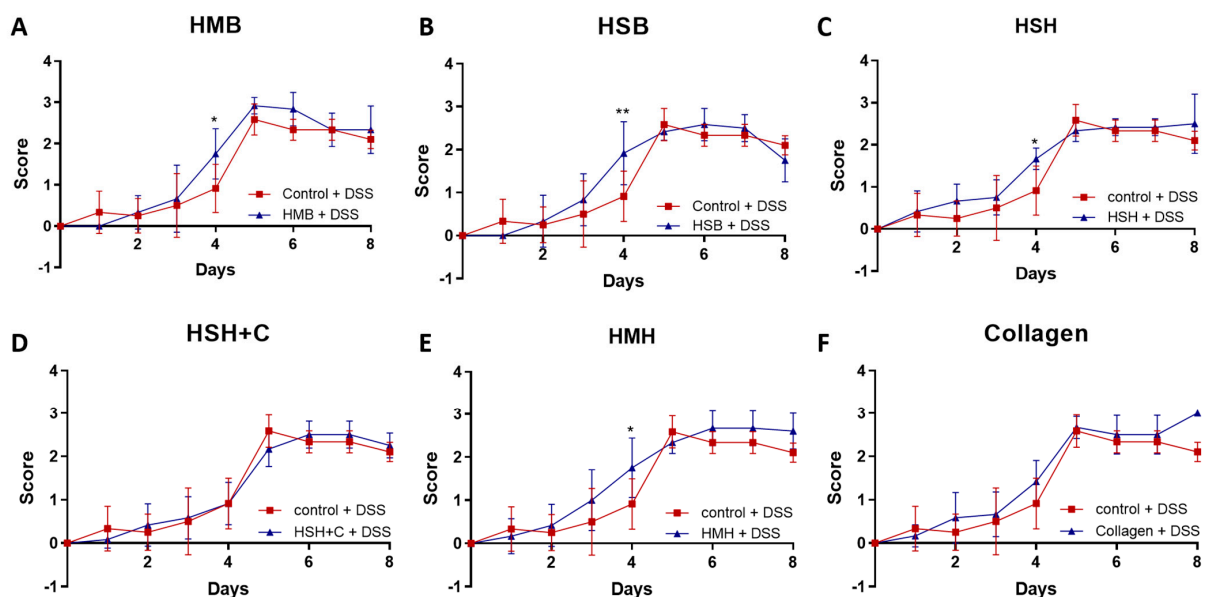 A
HMB
4
3
2
1
0
-1
Score
*
Control + DSS
HMB + DSS
2
4
6
8
Days
B
HSB
4
3
2
1
0
-1
Score
**
Control + DSS
HSB + DSS
2
4
6
8
Days
C
HSH
4
3
2
1
0
-1
Score
*
control + DSS
HSH + DSS
2
4
6
8
Days
D
HSH+C
4
3
2
1
0
-1
Score
control + DSS
HSH+C + DSS
2
4
6
8
Days
E
HMH
4
3
2
1
0
-1
Score
*
control + DSS
HMH + DSS
2
4
6
8
Days
F
Collagen
4
3
2
1
0
-1
Score
control + DSS
Collagen + DSS
2
4
6
8
Days